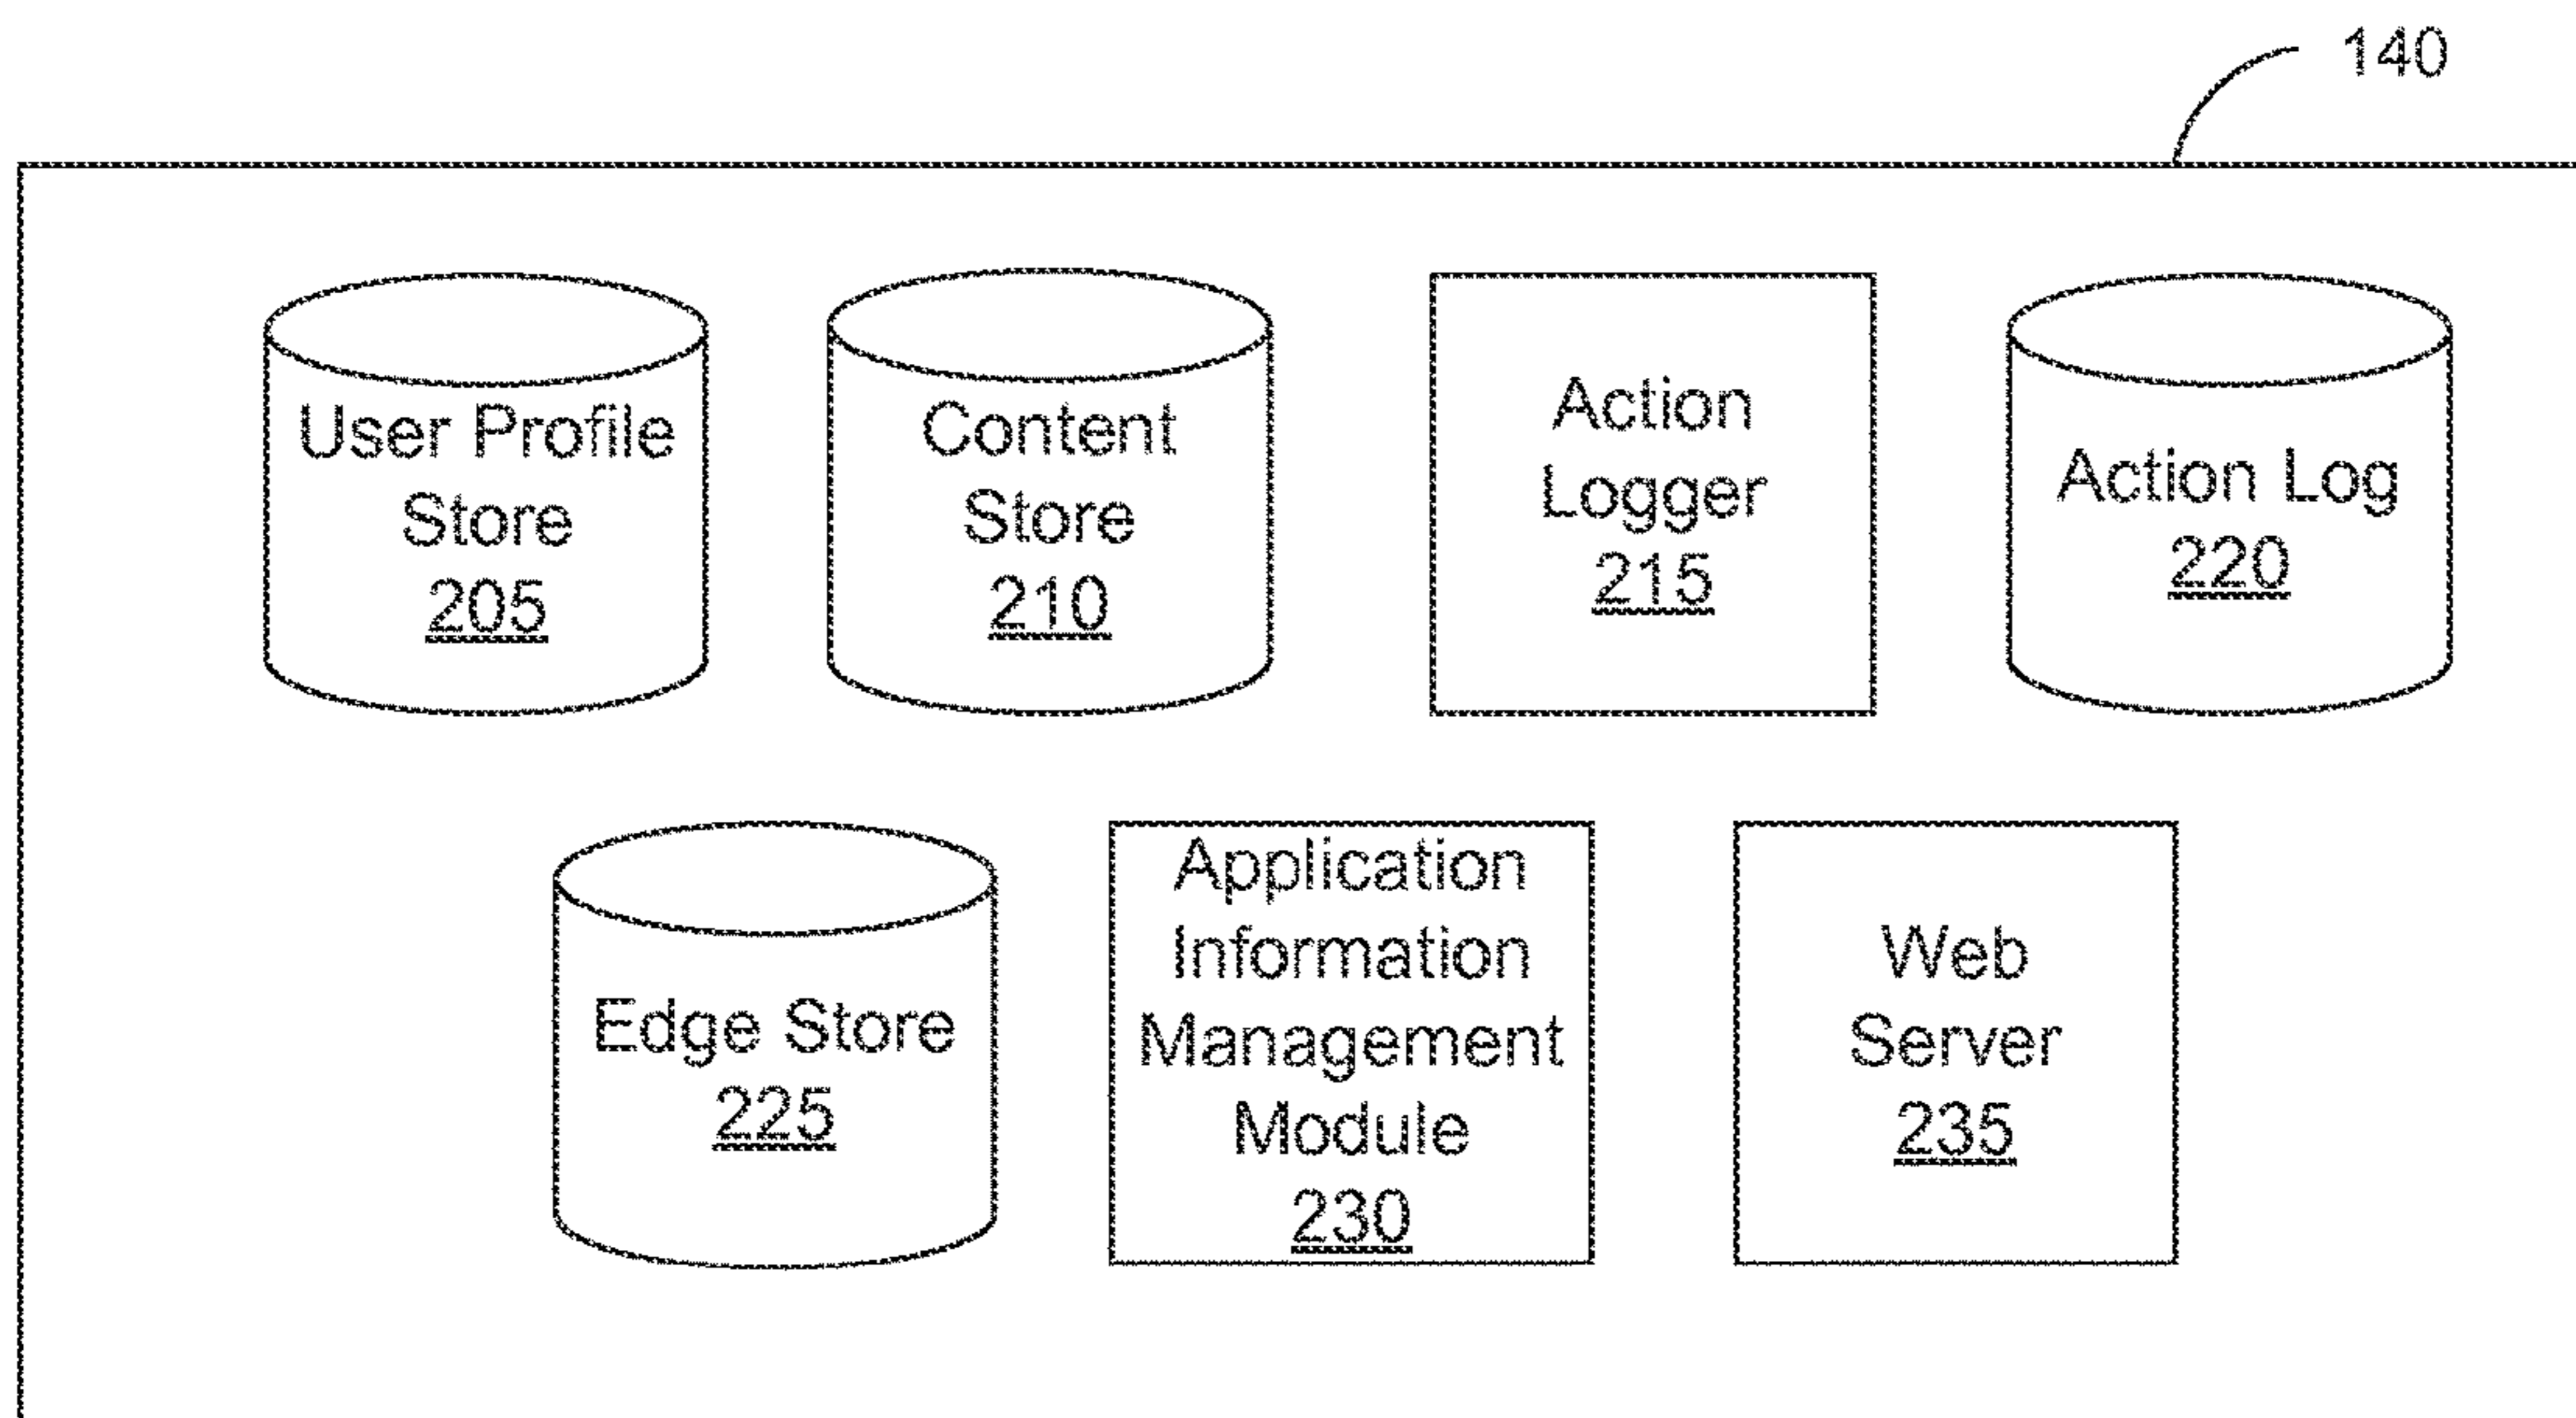 140
User Profile
Store
205
Content
Store
210
Action
Logger
215
Action Log
220
Edge Store
225
Application
Information
Management
Module
230
Web
Server
235